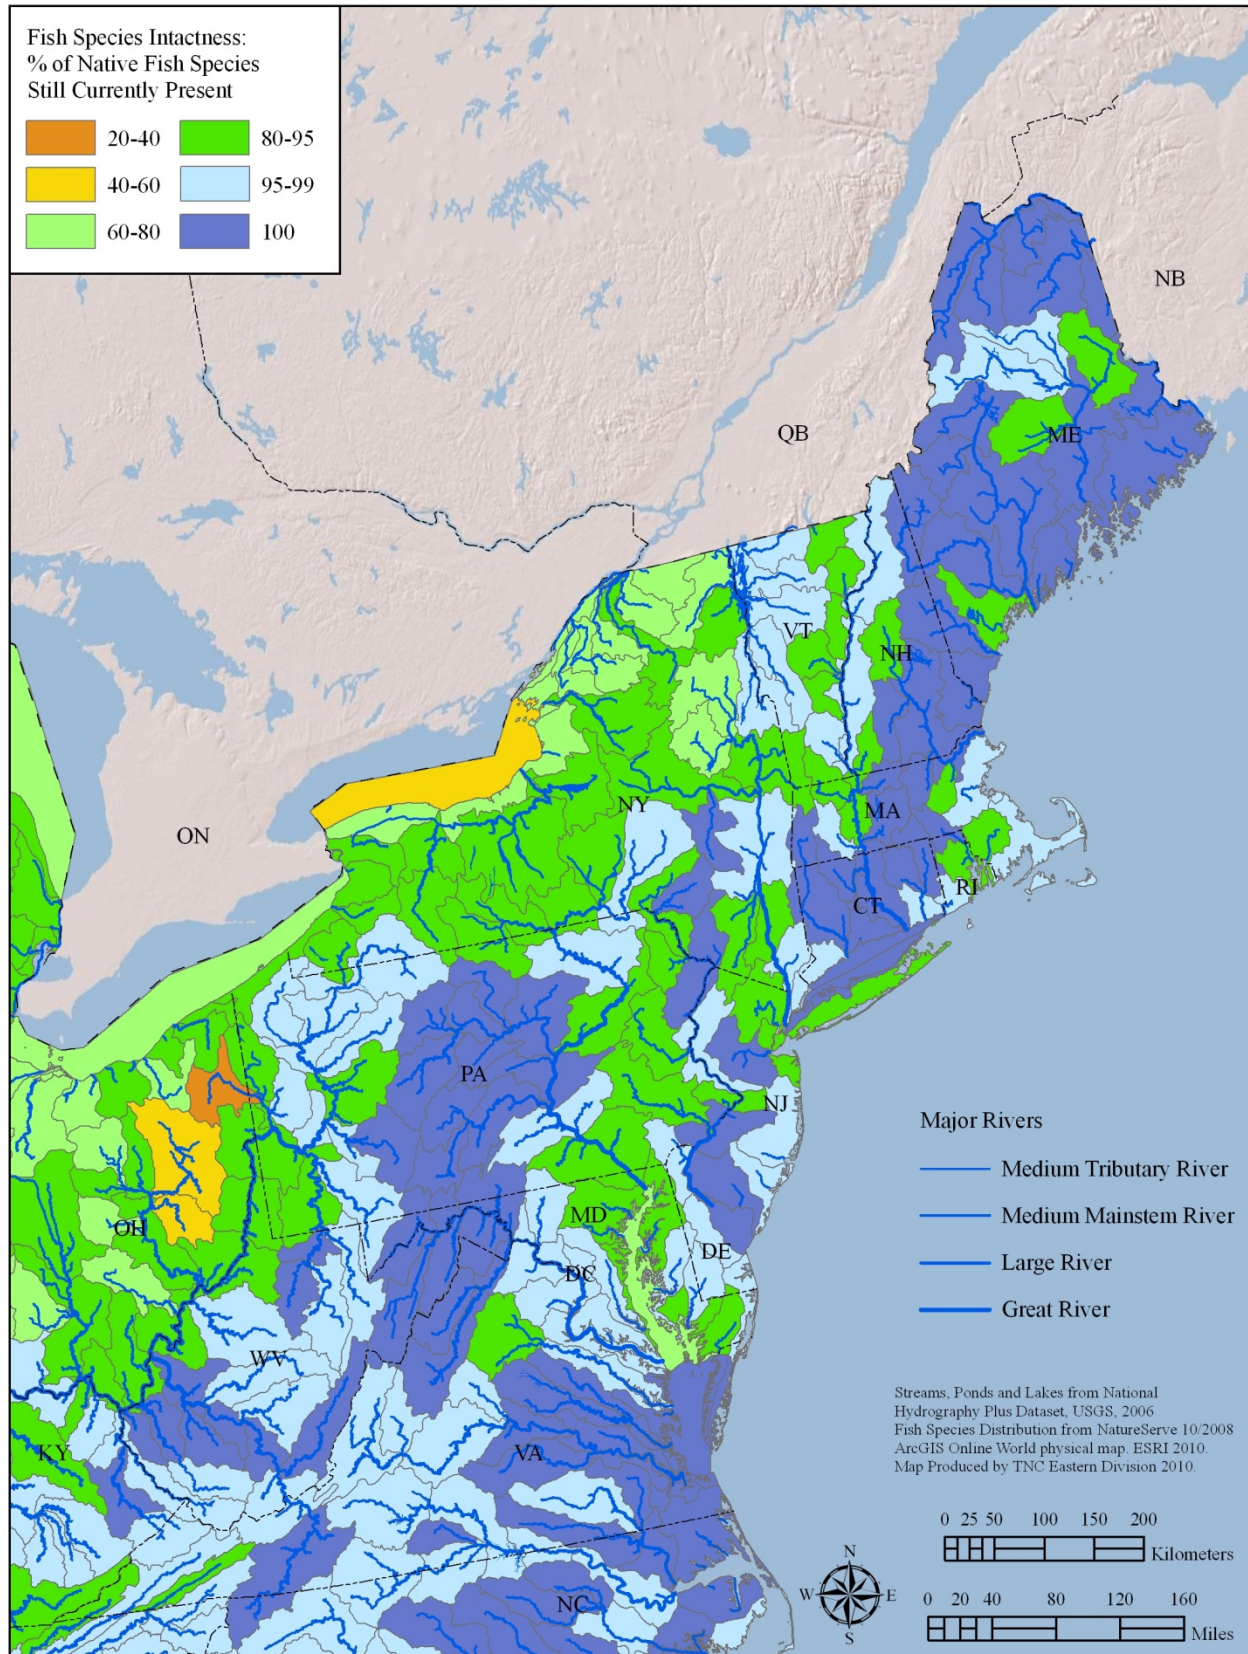 Fish Species Intactness:
% of Native Fish Species
Still Currently Present
20-40
80-95
40-60
95-99
60-80
100
NB
QB
ME
VT
NH
NY
MA
ON
RI
CT
PA
NJ
OH
MD
DE
DC
WV
KY
VA
NC
Major Rivers
Medium Tributary River
Medium Mainstem River
Large River
Great River
Streams, Ponds and Lakes from National
Hydrography Plus Dataset, USGS, 2006
Fish Species Distribution from NatureServe 10/2008
ArcGIS Online World physical map. ESRI 2010.
Map Produced by TNC Eastern Division 2010.
0 25 50 100 150 200
Kilometers
N
W E
S
0 20 40 80 120 160
Miles